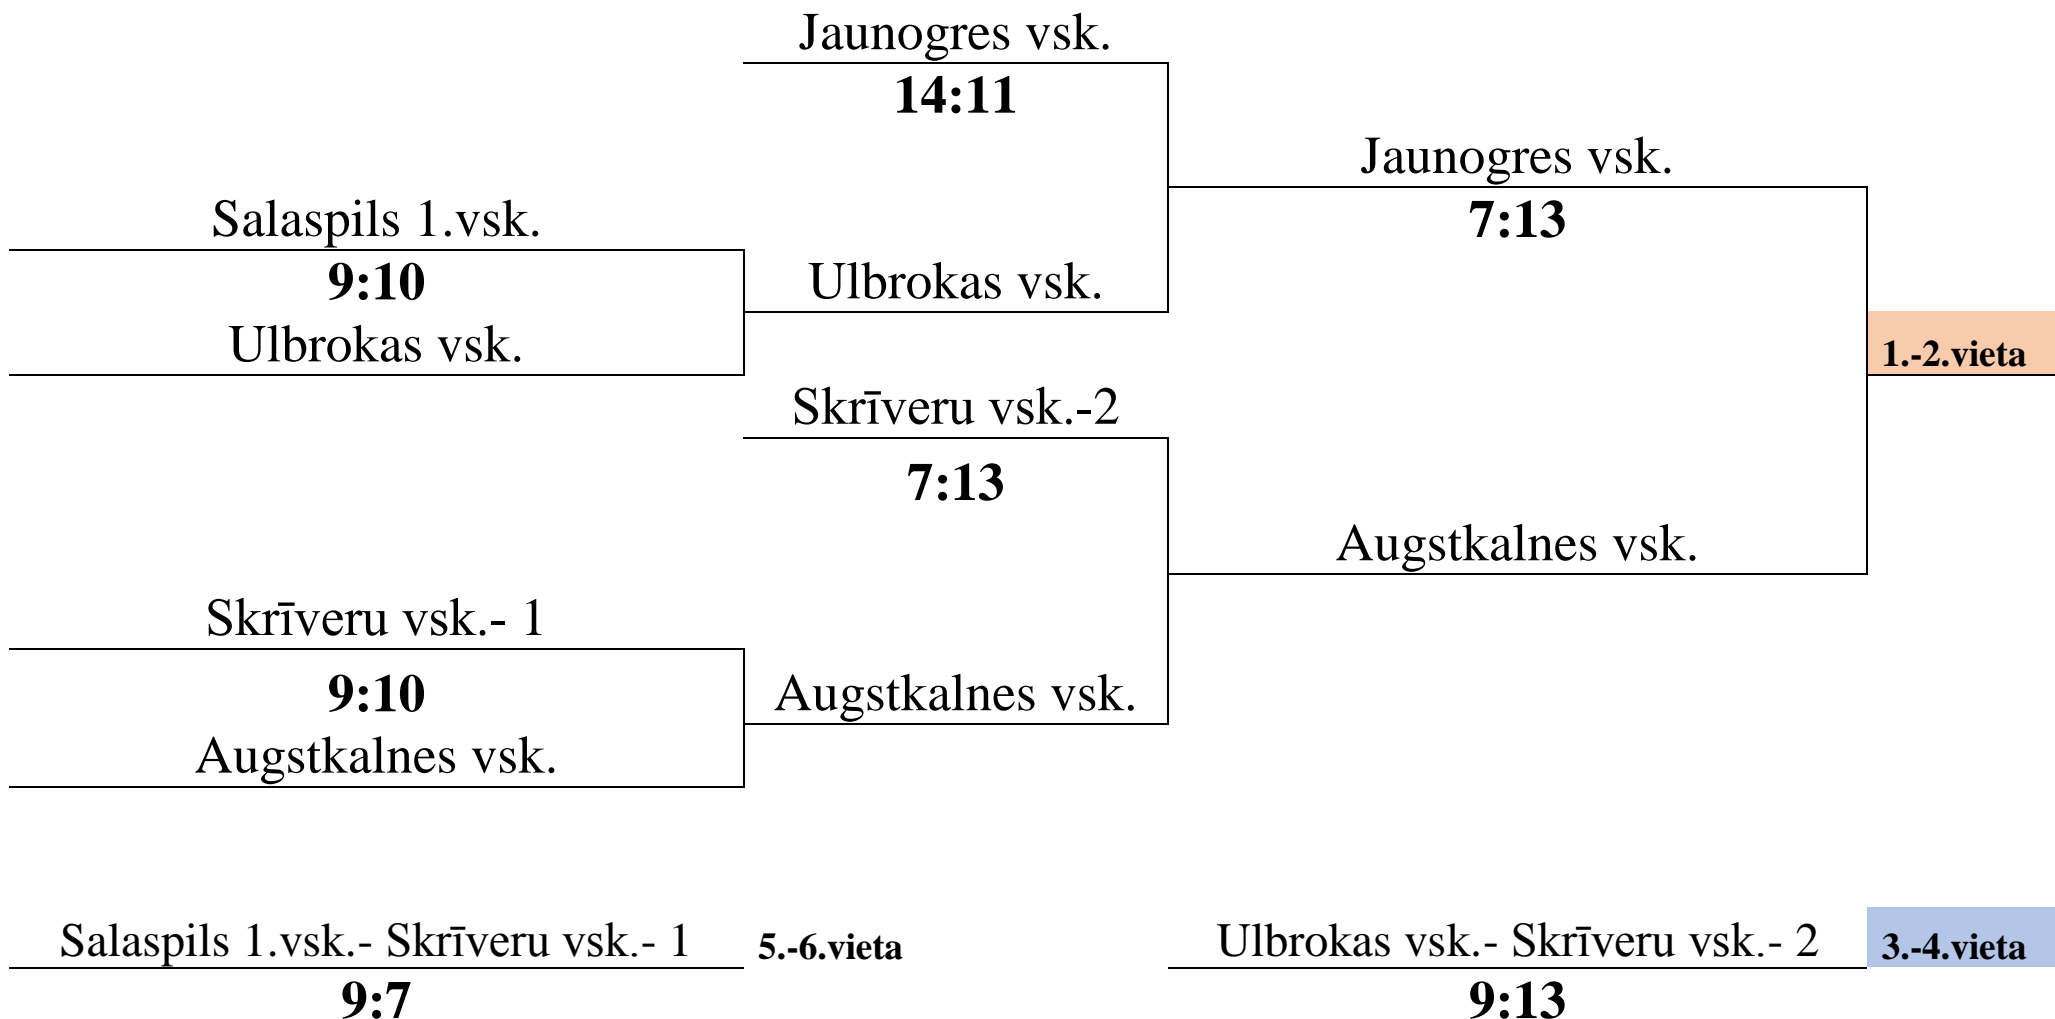 Jaunogres vsk.
14:11
Jaunogres vsk.
Salaspils 1.vsk.
7:13
9:10
Ulbrokas vsk.
Ulbrokas vsk.
1.-2.vieta
Skrīveru vsk.-2
7:13
Augstkalnes vsk.
Skrīveru vsk.- 1
9:10
Augstkalnes vsk.
Augstkalnes vsk.
Salaspils 1.vsk.- Skrīveru vsk.- 1
5.-6.vieta
Ulbrokas vsk.- Skrīveru vsk.- 2
3.-4.vieta
9:7
9:13